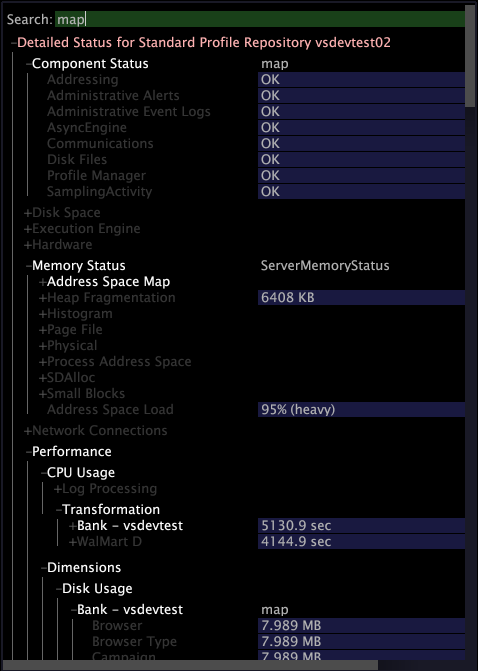 Search: map
−Detailed Status for Standard Profile Repository vsdevtest02
−Component Status map
Addressing OK
Administrative Alerts OK
Administrative Event Logs OK
AsyncEngine OK
Communications OK
Disk Files OK
Profile Manager OK
SamplingActivity OK
+Disk Space
+Execution Engine
+Hardware
−Memory Status ServerMemoryStatus
+Address Space Map
+Heap Fragmentation 6408 KB
+Histogram
+Page File
+Physical
+Process Address Space
+SDAlloc
+Small Blocks
Address Space Load 95% (heavy)
+Network Connections
−Performance
−CPU Usage
+Log Processing
−Transformation
+Bank - vsdevtest 5130.9 sec
+WalMart D 4144.9 sec
−Dimensions
−Disk Usage
−Bank - vsdevtest map
Browser 7.989 MB
Browser Type 7.989 MB
Campaign 7.989 MB